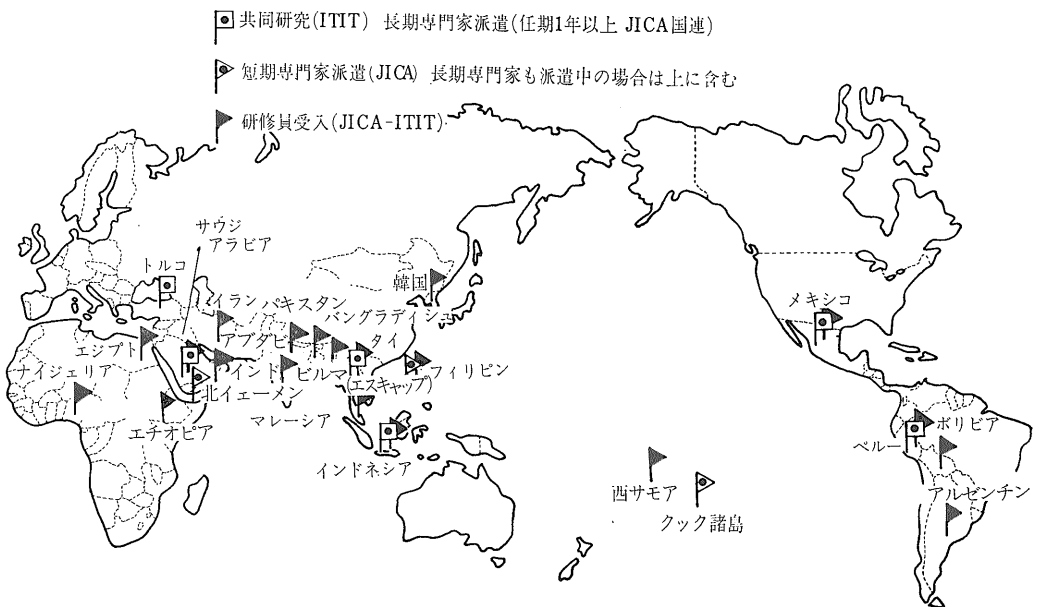 共同研究(ITIT) 長期専門家派遣(任期1年以上 JICA国連)
短期専門家派遣(JICA) 長期専門家も派遣中の場合は上に含む
研修員受入(JICA-ITIT)
サウジ
アラビア
トルコ
韓国
イラン
パキスタン
バングラディシュ
メキシコ
エジプト
アブダビ
タイ
ナイジェリア
インド
ビルマ
(エスキャップ)
フィリピン
北イェーメン
エチオピア
マレーシア
インドネシア
ペルー
ボリビア
西サモア
クック諸島
アルゼンチン